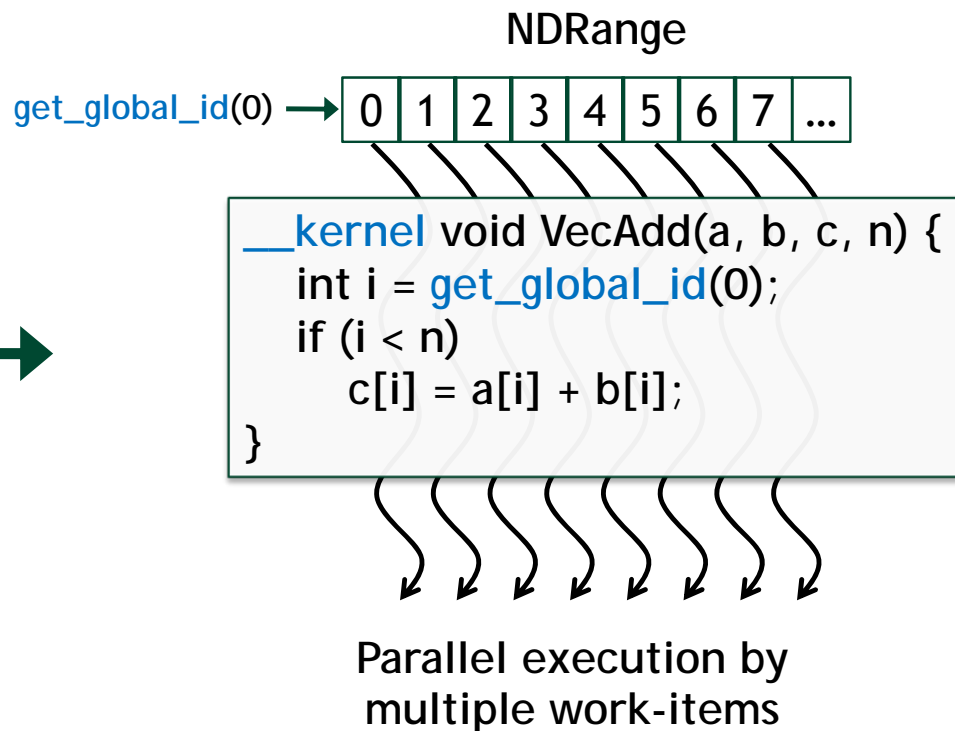 NDRange
get_global_id(0)
0 1 2 3 4 5 6 7 ...
__kernel void VecAdd(a, b, c, n) {
int i = get_global_id(0);
if (i < n)
c[i] = a[i] + b[i];
}
Parallel execution by
multiple work-items